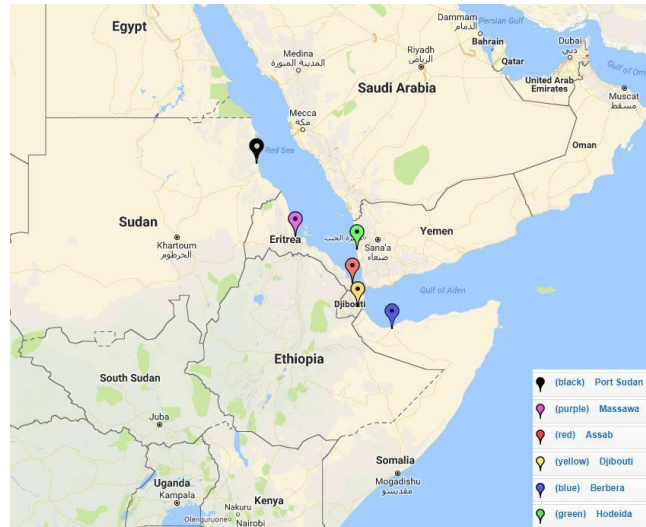 Egypt
Dammam
الدمام
Persian Gulf
Bahrain
Medina
المدينة المنورة
Riyadh
الرياض
Qatar
Dubai
دبي
Gulf of Om
Saudi Arabia
United Arab
Emirates
Muscat
مسقط
Mecca
مكة
Red Sea
Oman
Sudan
Khartoum
الخرطوم
Eritrea
Sana'a
صنعاء
Yemen
Djibouti
Gulf of Aden
Ethiopia
South Sudan
Juba
Somalia
Mogadishu
مقديشو
Uganda
Kampala
Kenya
Nakuru
Nairobi
Olenguruone
(black) Port Sudan
(purple) Massawa
(red) Assab
(yellow) Djibouti
(blue) Berbera
(green) Hodeida